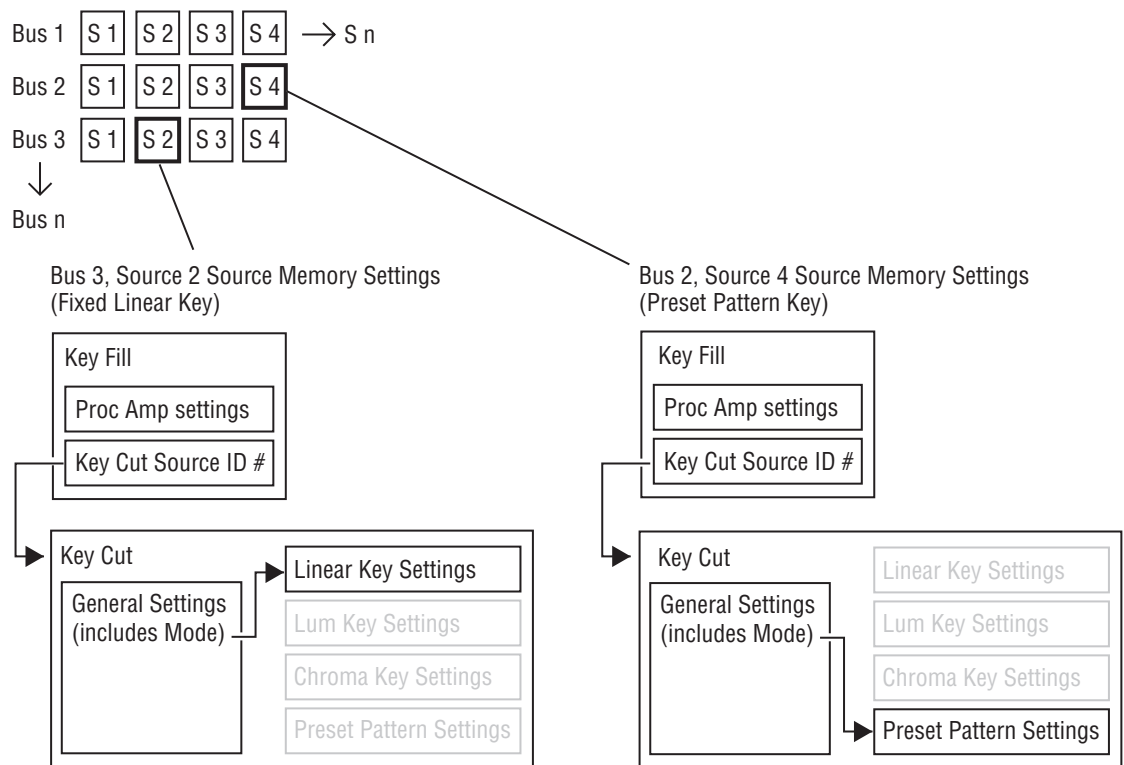 Bus 1 S 1 S 2 S 3 S 4 S n
Bus 2 S 1 S 2 S 3 S 4
Bus 3 S 1 S 2 S 3 S 4
Bus n
Bus 3, Source 2 Source Memory Settings
(Fixed Linear Key)
Key Fill
Proc Amp settings
Key Cut Source ID #
Key Cut
General Settings
(includes Mode)
Linear Key Settings
Lum Key Settings
Chroma Key Settings
Preset Pattern Settings
Bus 2, Source 4 Source Memory Settings
(Preset Pattern Key)
Key Fill
Proc Amp settings
Key Cut Source ID #
Key Cut
General Settings
(includes Mode)
Linear Key Settings
Lum Key Settings
Chroma Key Settings
Preset Pattern Settings